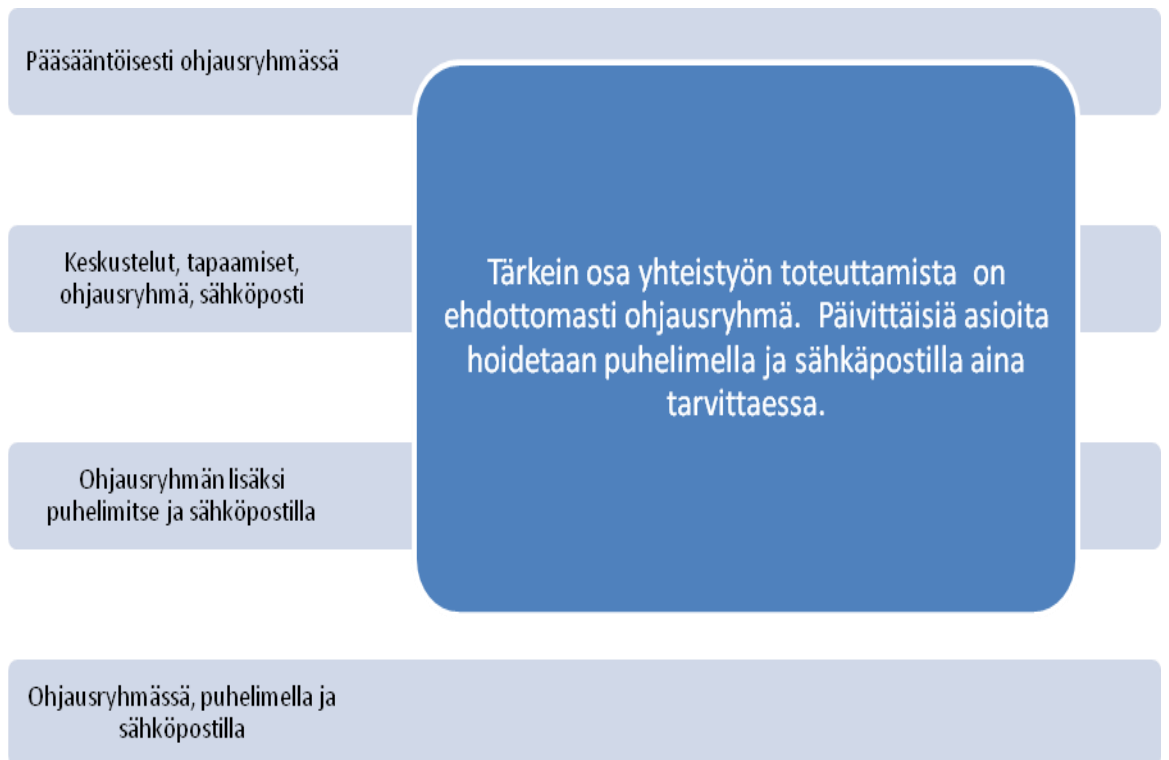 Pääsääntöisesti ohjausryhmässä
Keskustelut, tapaamiset,
ohjausryhmä, sähköposti
Ohjausryhmän lisäksi
puhelimitse ja sähköpostilla
Ohjausryhmässä, puhelimella ja
sähköpostilla
Tärkein osa yhteistyön toteuttamista on
ehdottomasti ohjausryhmä. Päivittäisiä asioita
hoidetaan puhelimella ja sähkäpostilla aina
tarvittaessa.